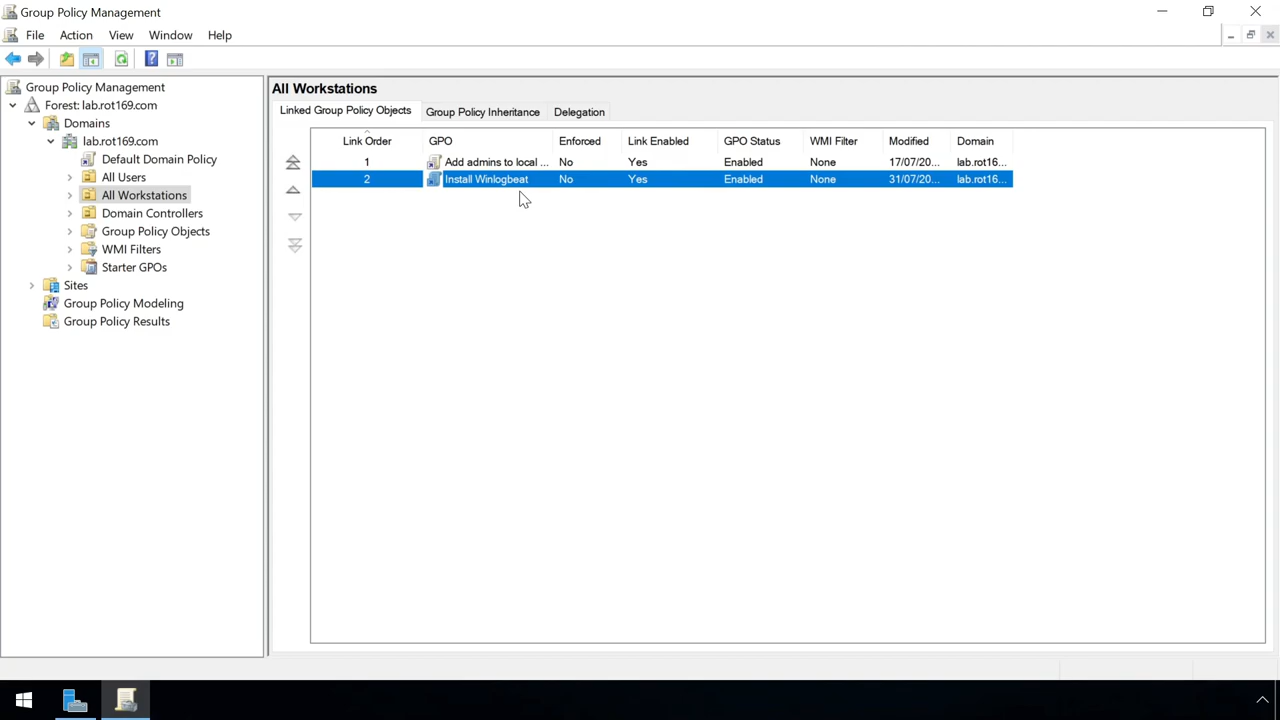 Group Policy Management
File Action View Window Help
Group Policy Management
Forest: lab.rot169.com
Domains
lab.rot169.com
Default Domain Policy
All Users
All Workstations
Domain Controllers
Group Policy Objects
WMI Filters
Starter GPOs
Sites
Group Policy Modeling
Group Policy Results
All Workstations
Linked Group Policy Objects Group Policy Inheritance Delegation
Link Order GPO Enforced Link Enabled GPO Status WMI Filter Modified Domain
1 Add admins to local ... No Yes Enabled None 17/07/20... lab.rot16...
2 Install Winlogbeat No Yes Enabled None 31/07/20... lab.rot16...